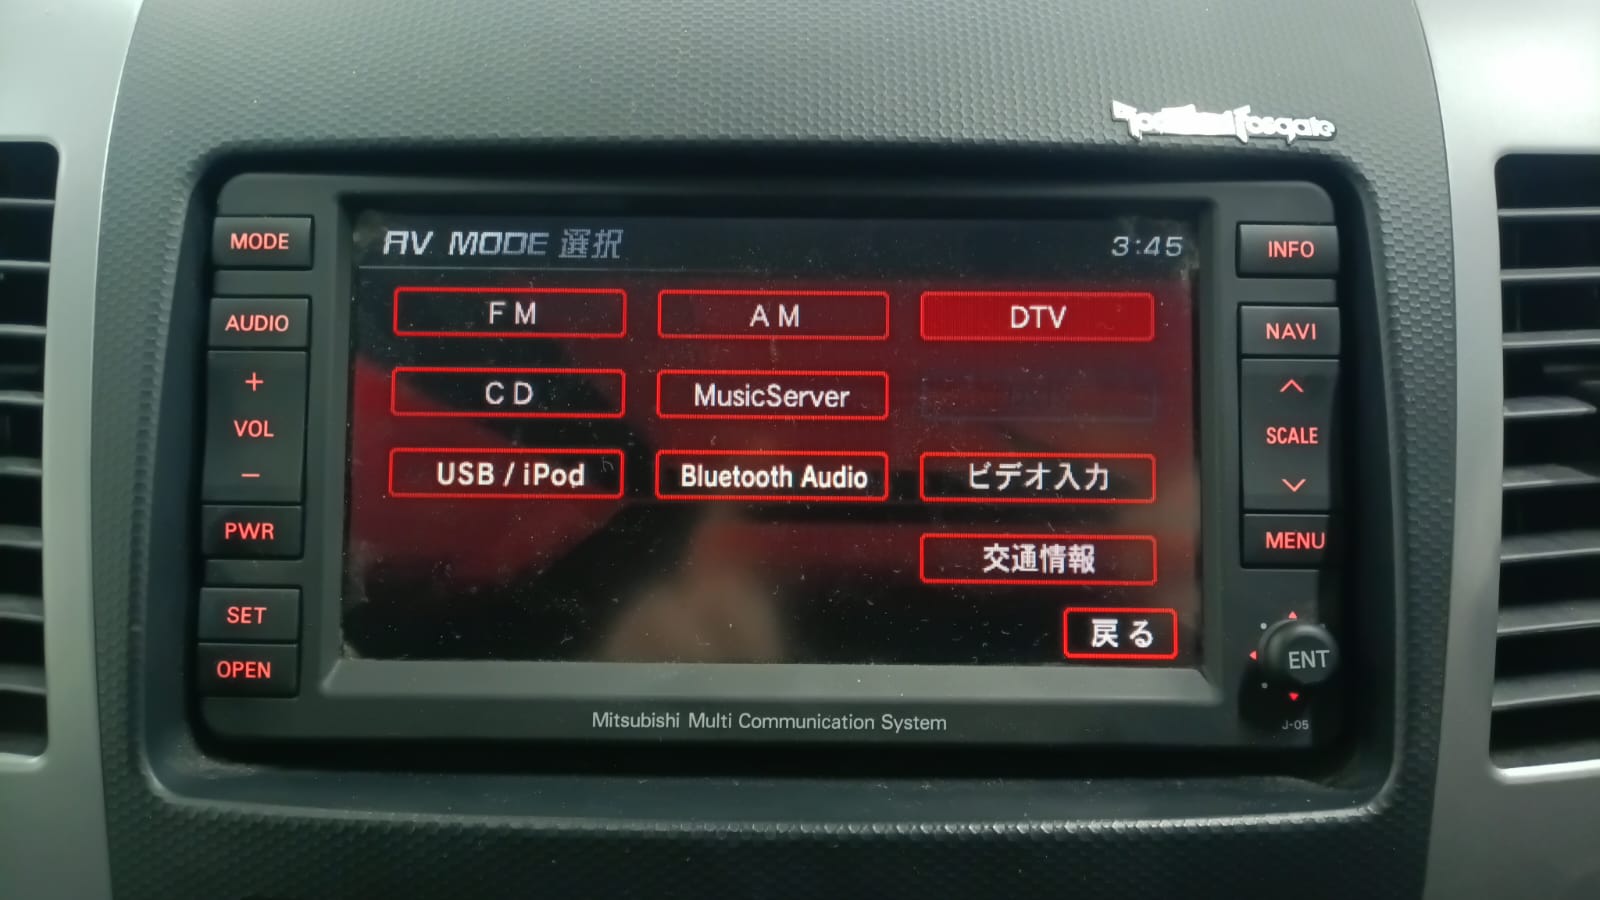 Rockford Fosgate
MODE
AV MODE 選択
3:45
INFO
AUDIO
FM
AM
DTV
NAVI
+
VOL
−
CD
MusicServer
SCALE
USB / iPod
Bluetooth Audio
ビデオ入力
PWR
交通情報
MENU
SET
戻る
OPEN
ENT
Mitsubishi Multi Communication System
J-05